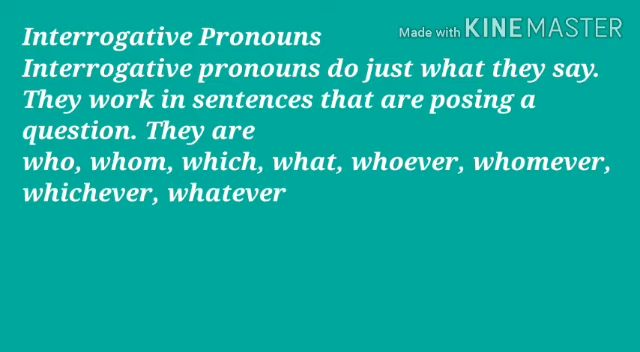 Interrogative Pronouns
Made with KINEMASTER
Interrogative pronouns do just what they say.
They work in sentences that are posing a
question. They are
who, whom, which, what, whoever, whomever,
whichever, whatever